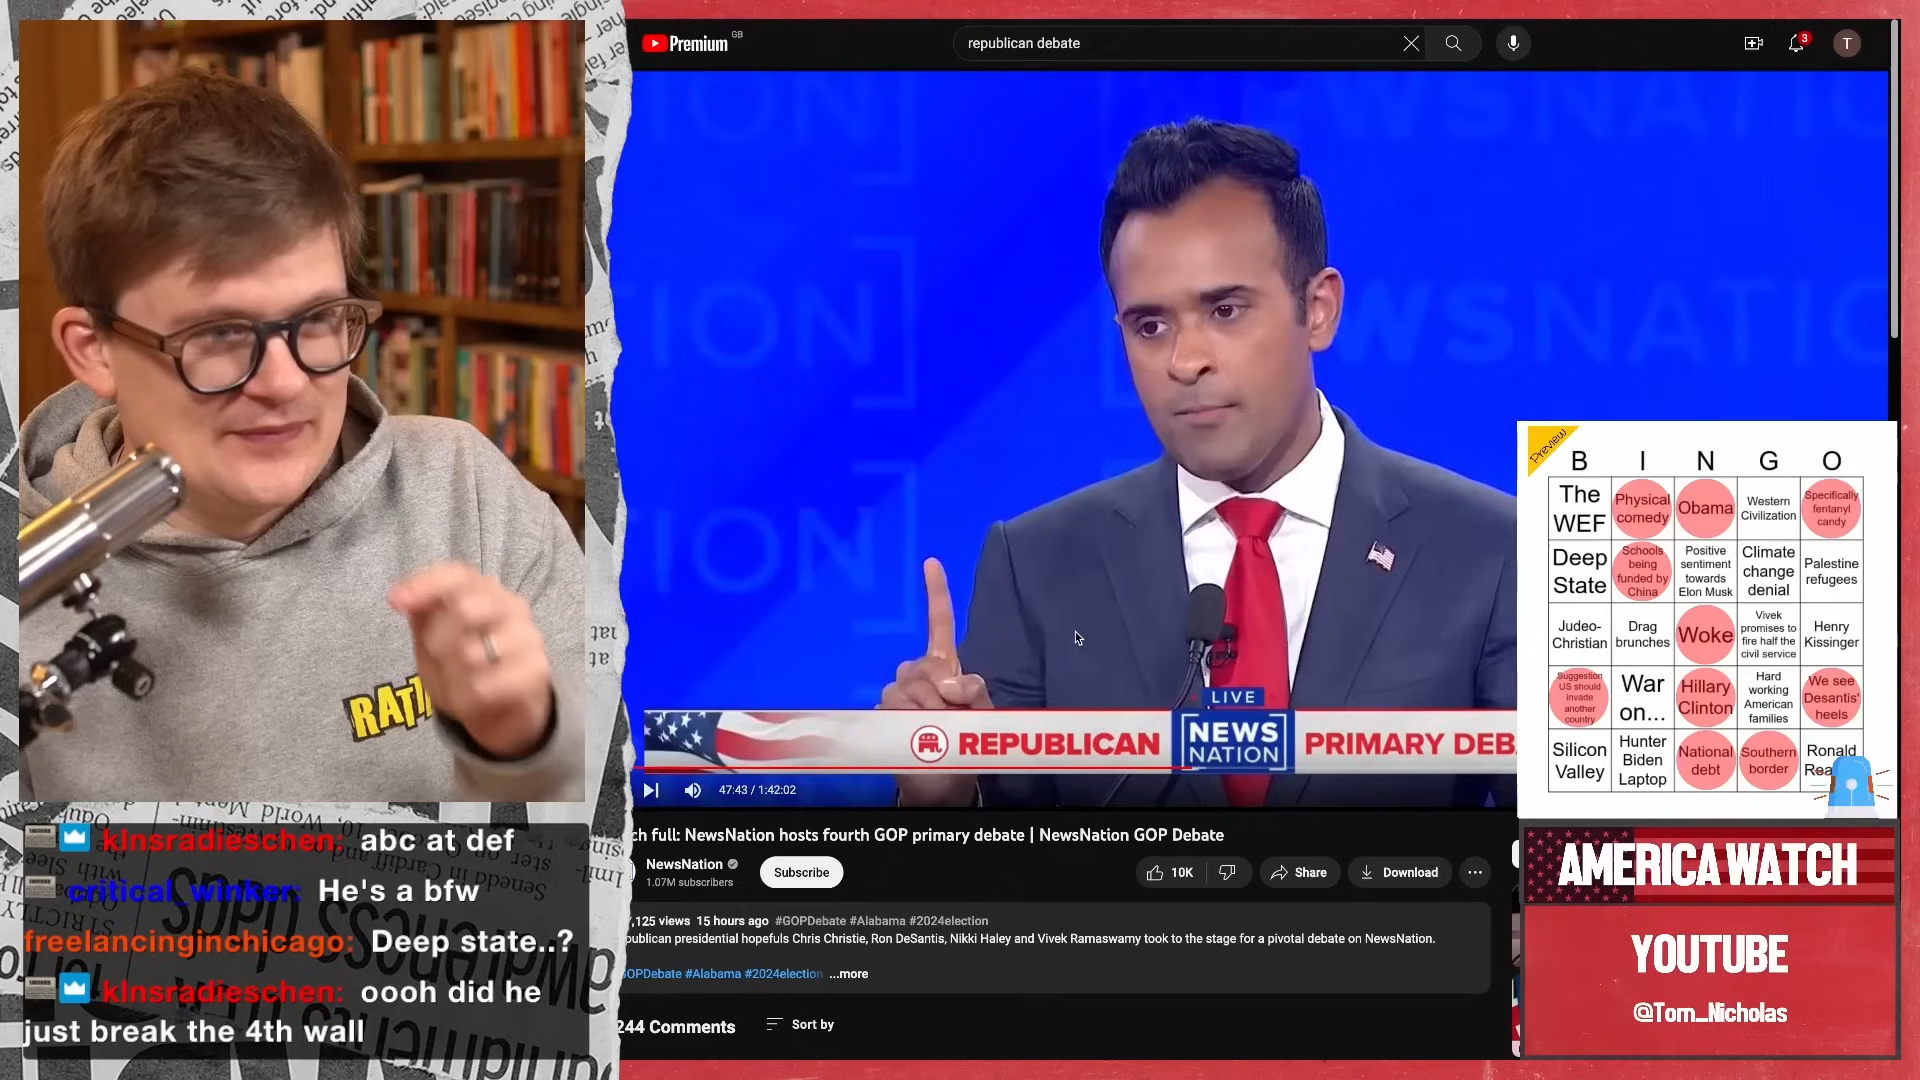 Premium GB
republican debate
3
T
NEWSNATION
LIVE
REPUBLICAN
NEWS
NATION
PRIMARY DEB
47:43 / 1:42:02
ch full: NewsNation hosts fourth GOP primary debate | NewsNation GOP Debate
NewsNation
1.07M subscribers
Subscribe
10K
Share
Download
,125 views 15 hours ago #GOPDebate #Alabama #2024election
publican presidential hopefuls Chris Christie, Ron DeSantis, Nikki Haley and Vivek Ramaswamy took to the stage for a pivotal debate on NewsNation.
GOPDebate #Alabama #2024election ...more
244 Comments
Sort by
Preview
B I N G O
The WEF
Physical comedy
Obama
Western Civilization
Specifically fentanyl candy
Deep State
Schools being funded by China
Positive sentiment towards Elon Musk
Climate change denial
Palestine refugees
Judeo-Christian
Drag brunches
Woke
Vivek promises to fire half the civil service
Henry Kissinger
Suggestion US should invade another country
War on...
Hillary Clinton
Hard working American families
We see Desantis' heels
Silicon Valley
Hunter Biden Laptop
National debt
Southern border
Ronald Rea
AMERICA WATCH
YOUTUBE
@Tom_Nicholas
klnsradieschen: abc at def
critical_winker: He's a bfw
freelancinginchicago: Deep state..?
klnsradieschen: oooh did he
just break the 4th wall